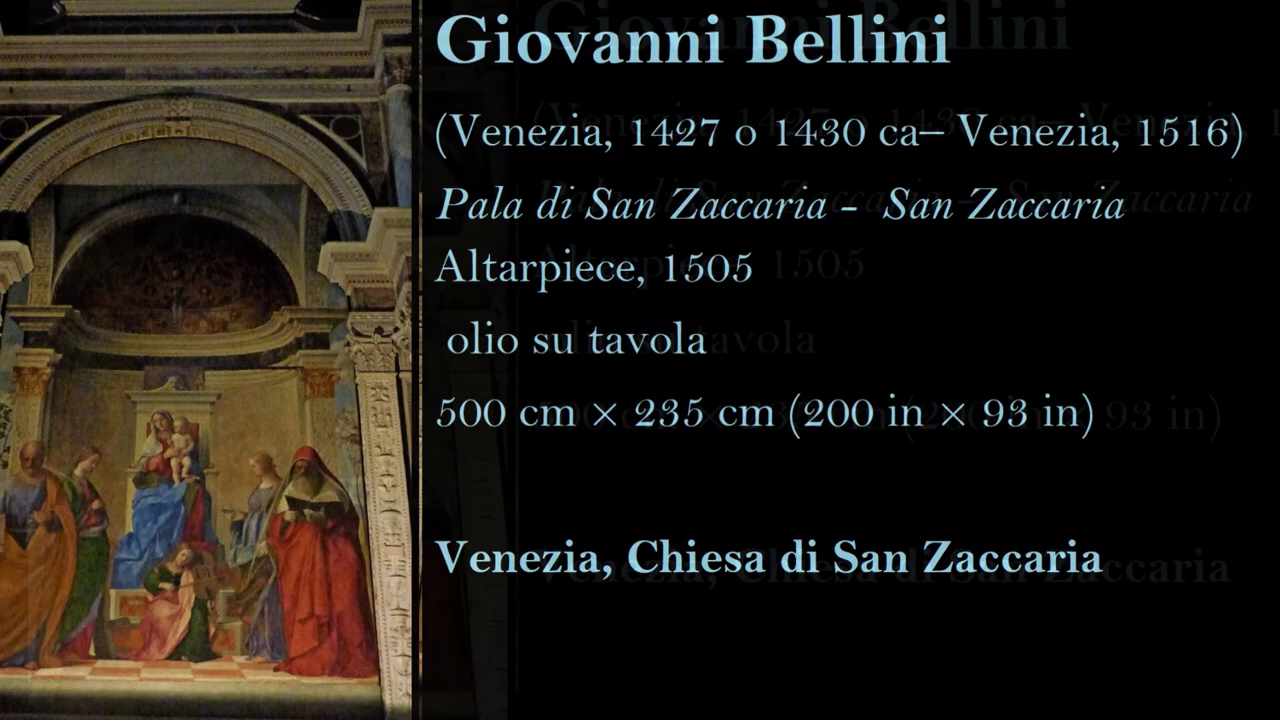 Giovanni Bellini
(Venezia, 1427 o 1430 ca– Venezia, 1516)
Pala di San Zaccaria - San Zaccaria
Altarpiece, 1505
olio su tavola
500 cm × 235 cm (200 in × 93 in)
Venezia, Chiesa di San Zaccaria